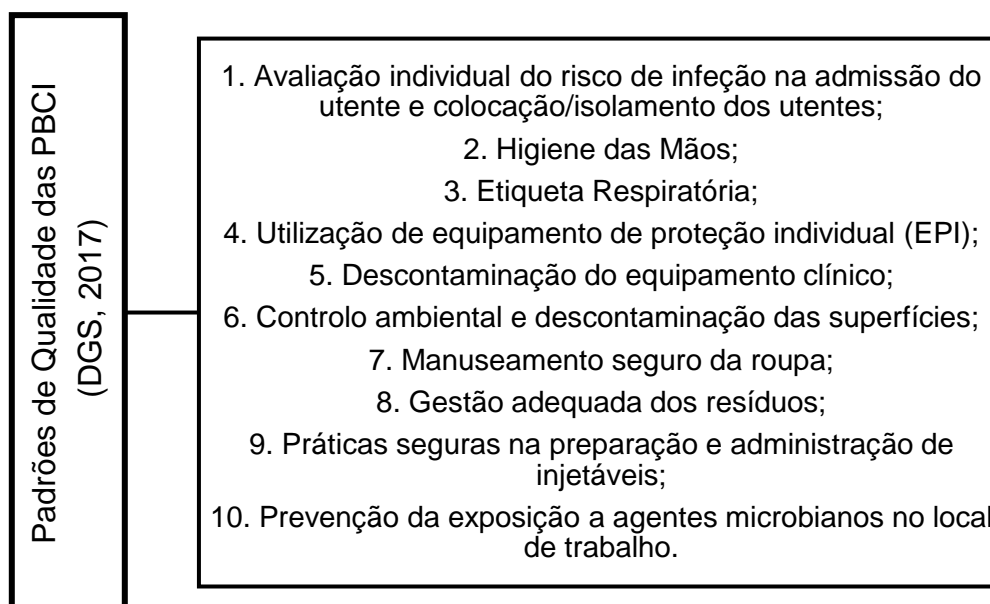 Padrões de Qualidade das PBCI
(DGS, 2017)
1. Avaliação individual do risco de infeção na admissão do
utente e colocação/isolamento dos utentes;
2. Higiene das Mãos;
3. Etiqueta Respiratória;
4. Utilização de equipamento de proteção individual (EPI);
5. Descontaminação do equipamento clínico;
6. Controlo ambiental e descontaminação das superfícies;
7. Manuseamento seguro da roupa;
8. Gestão adequada dos resíduos;
9. Práticas seguras na preparação e administração de
injetáveis;
10. Prevenção da exposição a agentes microbianos no local
de trabalho.